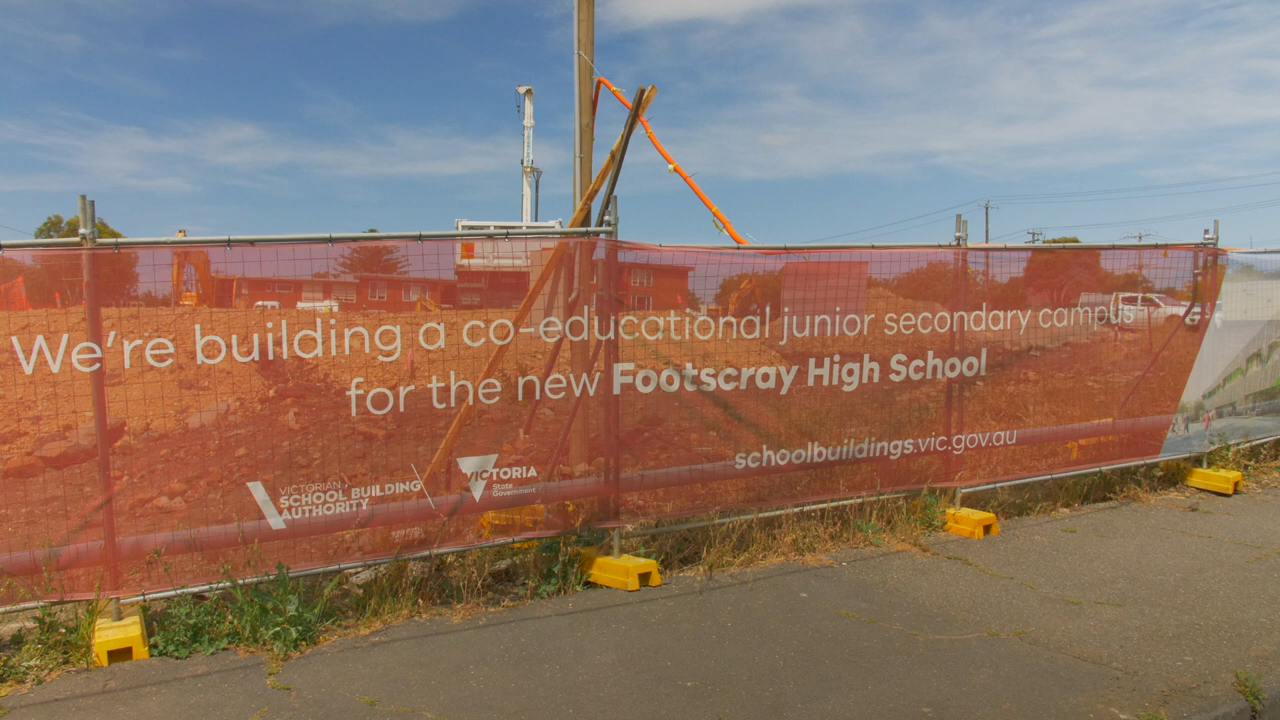 We're building a co-educational junior secondary campus
for the new Footscray High School
schoolbuildings.vic.gov.au
VICTORIAN
SCHOOL BUILDING
AUTHORITY
VICTORIA
State
Government